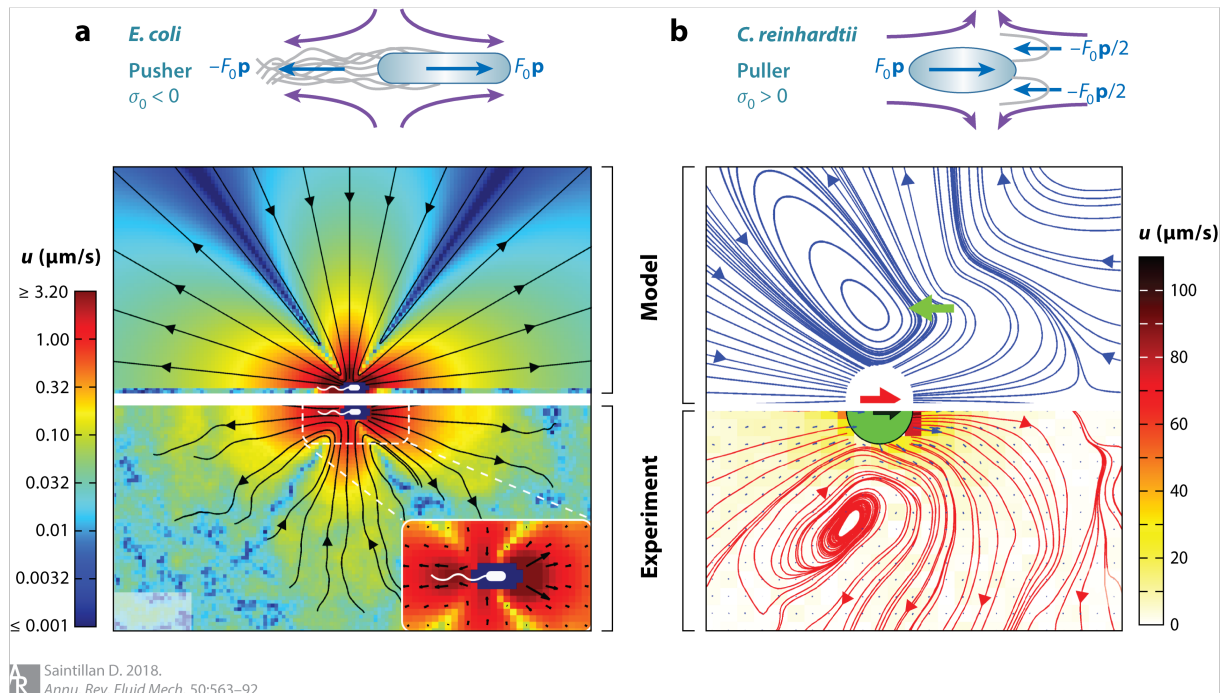 a
E. coli
Pusher
σ₀ < 0
−F₀p
F₀p
b
C. reinhardtii
Puller
σ₀ > 0
F₀p
−F₀p/2
−F₀p/2
u (µm/s)
≥ 3.20
1.00
0.32
0.10
0.032
0.01
0.0032
≤ 0.001
Model
Experiment
u (µm/s)
100
80
60
40
20
0
AR
Saintillan D. 2018.
Annu. Rev. Fluid Mech. 50:563–92